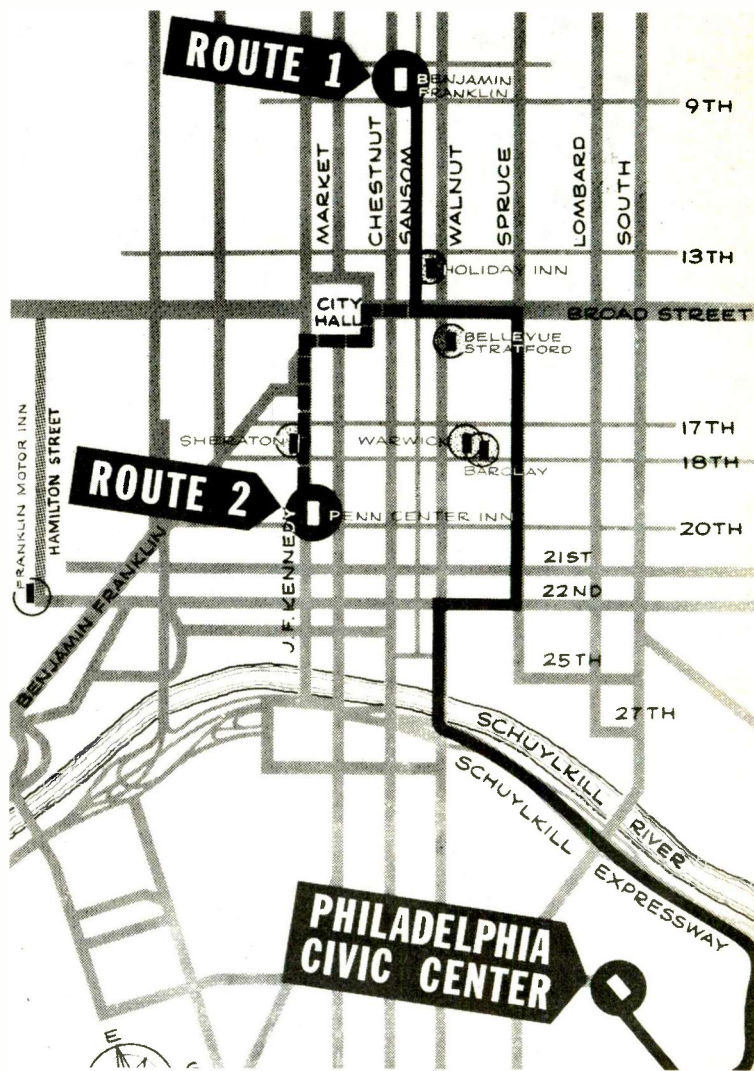 ROUTE 1
BENJAMIN
FRANKLIN
9TH
MARKET
CHESTNUT
SANSOM
WALNUT
SPRUCE
LOMBARD
SOUTH
13TH
HOLIDAY INN
CITY
HALL
BROAD STREET
BELLEVUE
STRATFORD
17TH
SHERATON
WARWICK
18TH
BARCLAY
FRANKLIN MOTOR INN
HAMILTON STREET
ROUTE 2
PENN CENTER INN
20TH
J.F. KENNEDY
BENJAMIN FRANKLIN
21ST
22ND
25TH
27TH
SCHUYLKILL
RIVER
SCHUYLKILL EXPRESSWAY
PHILADELPHIA
CIVIC CENTER
E